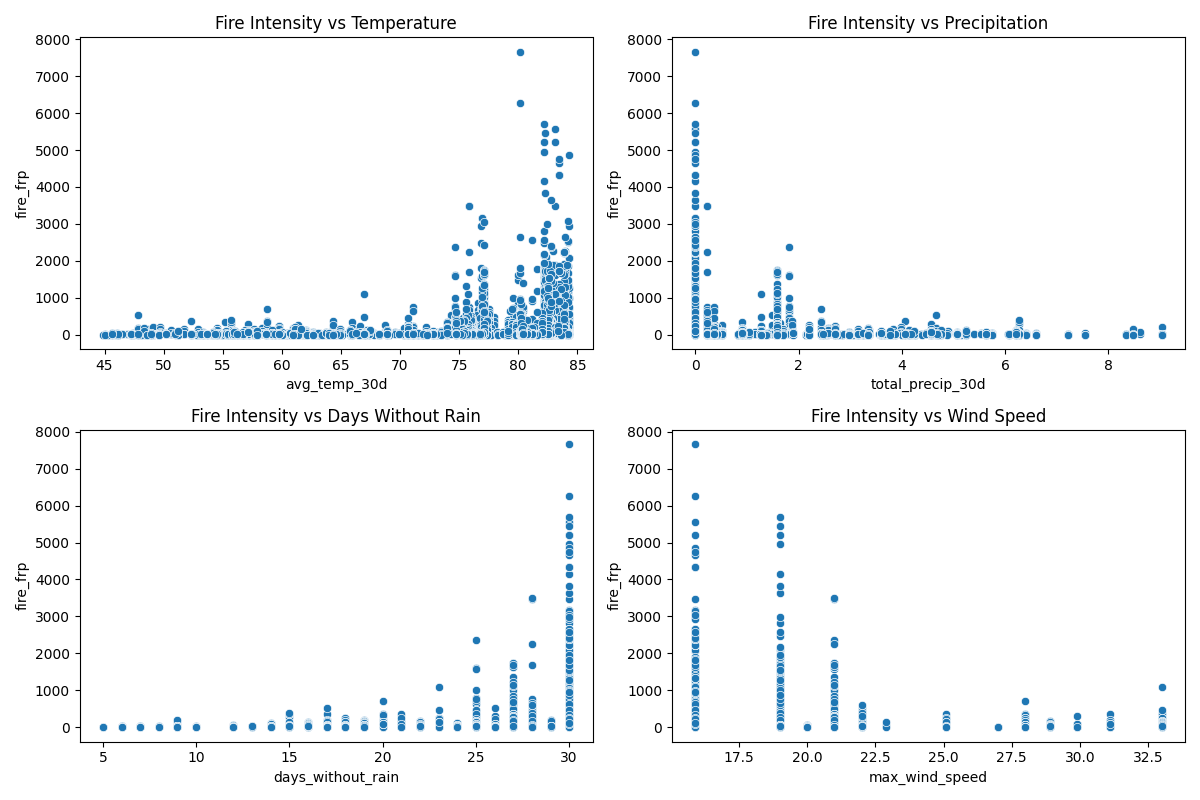 Fire Intensity vs Temperature
8000
7000
6000
5000
4000
3000
2000
1000
0
fire_frp
45 50 55 60 65 70 75 80 85
avg_temp_30d
Fire Intensity vs Precipitation
8000
7000
6000
5000
4000
3000
2000
1000
0
fire_frp
0 2 4 6 8
total_precip_30d
Fire Intensity vs Days Without Rain
8000
7000
6000
5000
4000
3000
2000
1000
0
fire_frp
5 10 15 20 25 30
days_without_rain
Fire Intensity vs Wind Speed
8000
7000
6000
5000
4000
3000
2000
1000
0
fire_frp
17.5 20.0 22.5 25.0 27.5 30.0 32.5
max_wind_speed